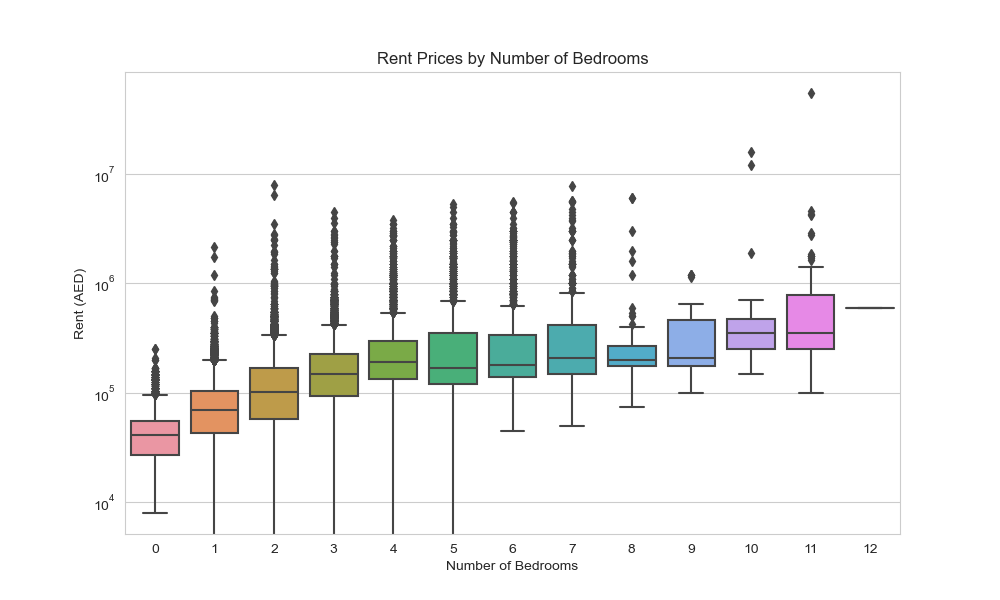 Rent Prices by Number of Bedrooms
Rent (AED)
10^7
10^6
10^5
10^4
0 1 2 3 4 5 6 7 8 9 10 11 12
Number of Bedrooms